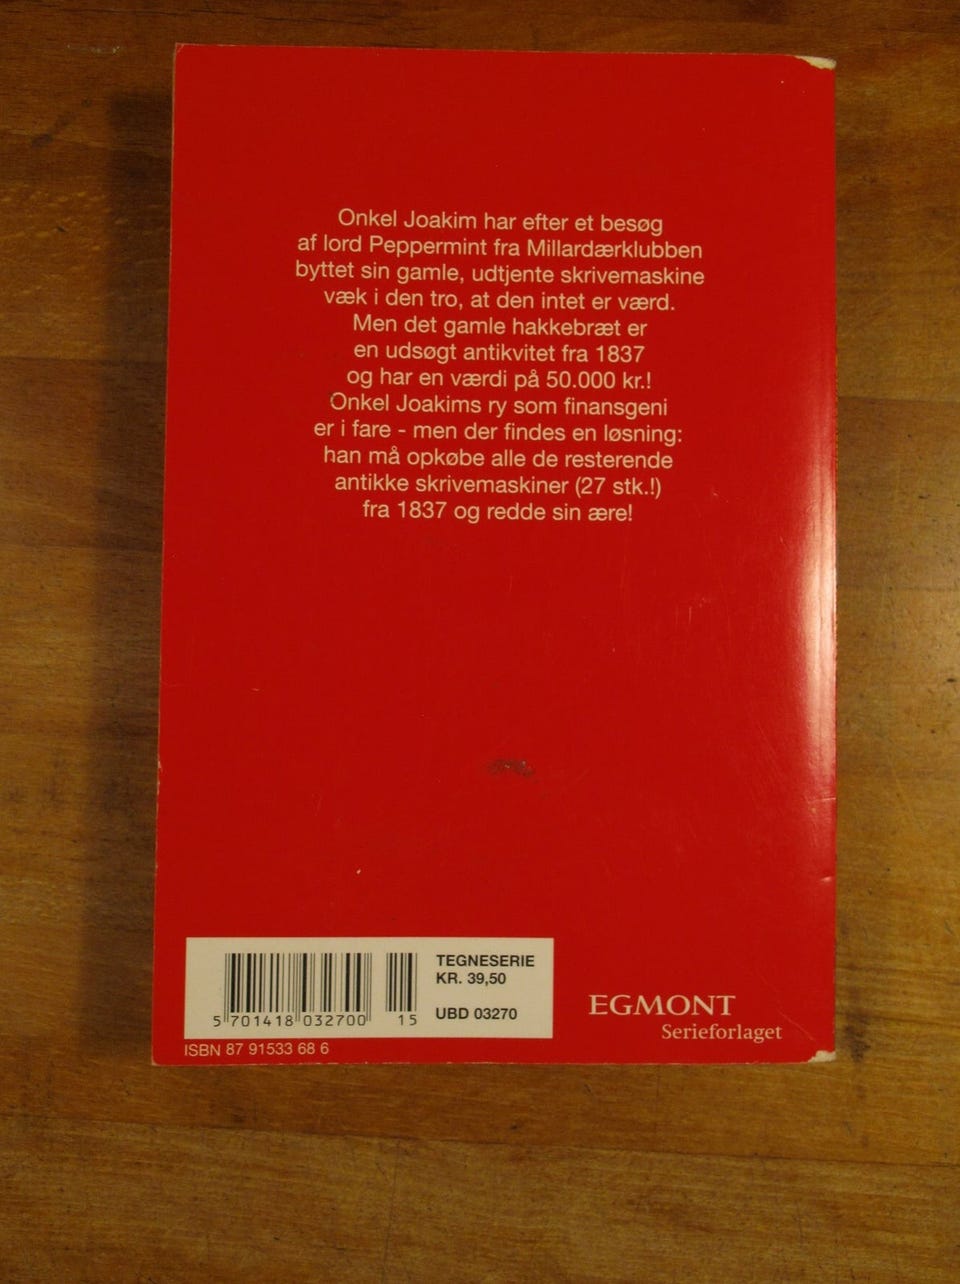 Onkel Joakim har efter et besøg
af lord Peppermint fra Millardærklubben
byttet sin gamle, udtjente skrivemaskine
væk i den tro, at den intet er værd.
Men det gamle hakkebræt er
en udsøgt antikvitet fra 1837
og har en værdi på 50.000 kr.!
Onkel Joakims ry som finansgeni
er i fare - men der findes en løsning:
han må opkøbe alle de resterende
antikke skrivemaskiner (27 stk.!)
fra 1837 og redde sin ære!
TEGNESERIE
KR. 39,50
UBD 03270
5 701418 032700 15
ISBN 87 91533 68 6
EGMONT
Serieforlaget